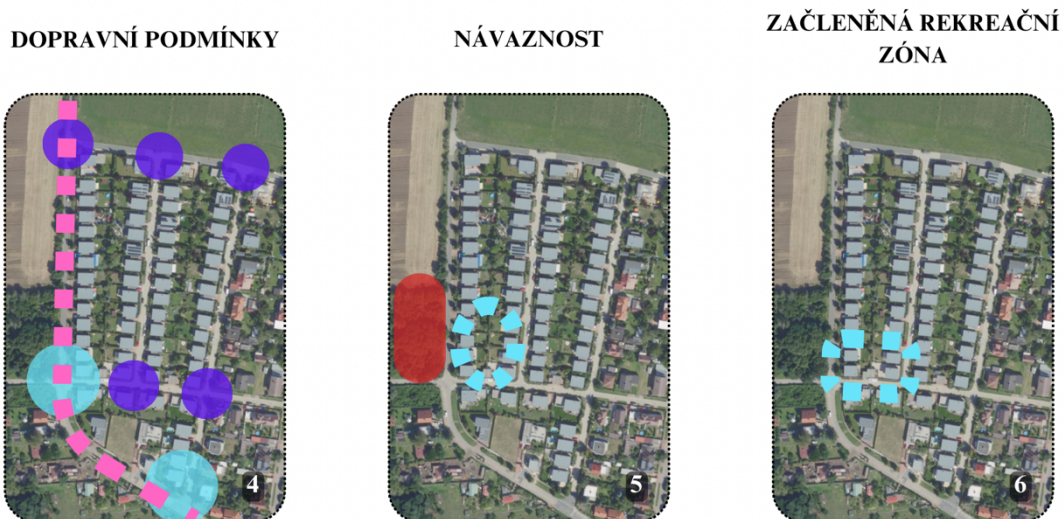 DOPRAVNÍ PODMÍNKY
NÁVAZNOST
ZAČLENĚNÁ REKREAČNÍ
ZÓNA
4
5
6